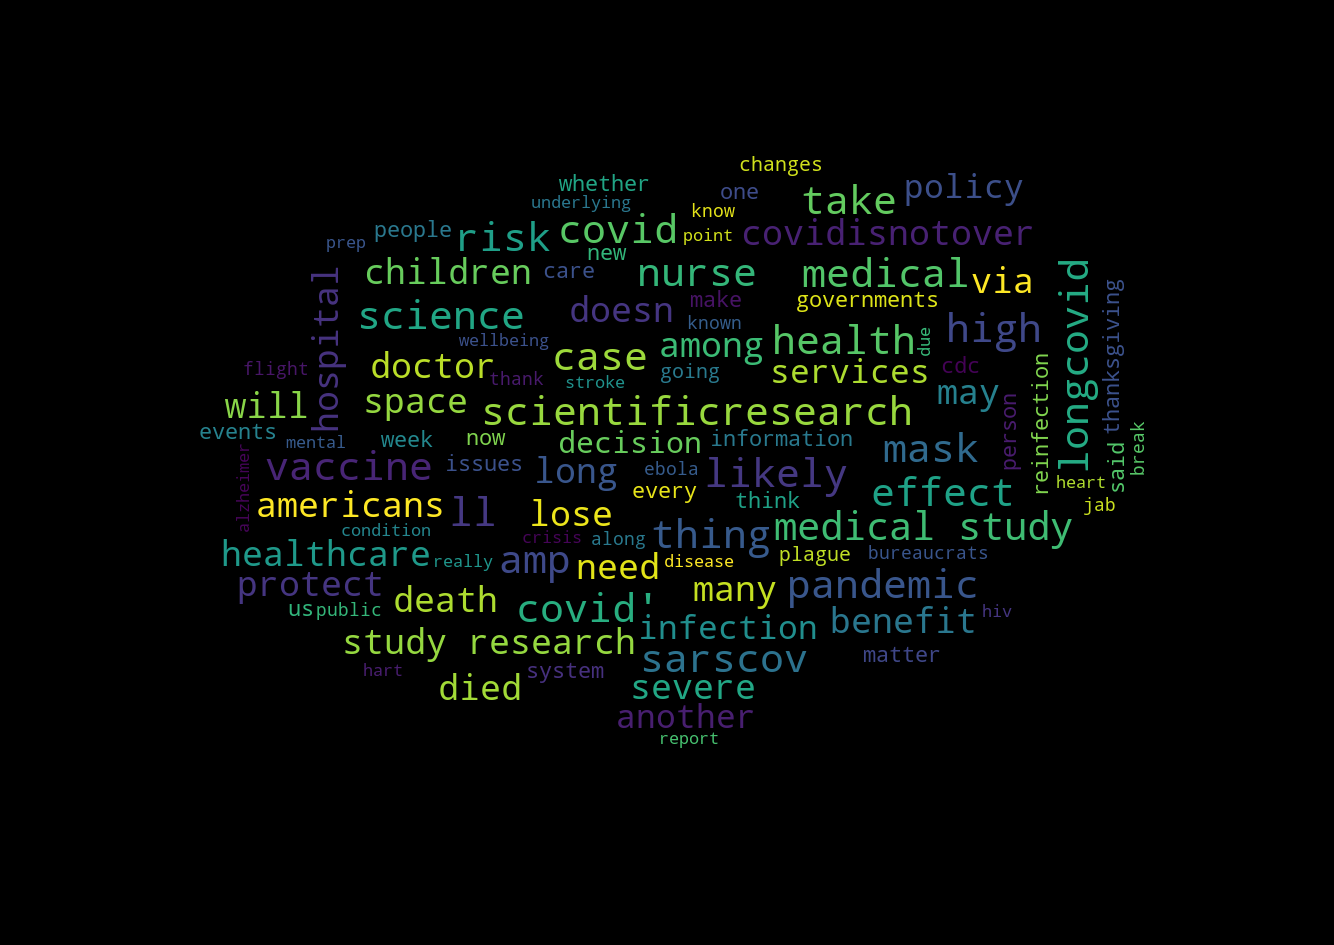 changes
whether
one
policy
underlying
know
take
people
risk
covid
point
covidisnotover
prep
new
children
care
nurse
medical
via
hospital
science
doesn
make
governments
longcovid
thanksgiving
known
high
wellbeing
among
health
due
flight
doctor
thank
case
stroke
going
services
cdc
may
will
space
scientificresearch
person
reinfection
said
break
events
mental
week
now
decision
information
mask
alzheimer
vaccine
issues
long
ebola
likely
heart
americans
ll
lose
every
think
effect
jab
condition
crisis
along
thing
medical study
healthcare
really
amp
need
disease
plague
bureaucrats
protect
many
pandemic
us
public
death
covid'
infection
benefit
hiv
study research
sarscov
matter
hart
system
died
severe
another
report